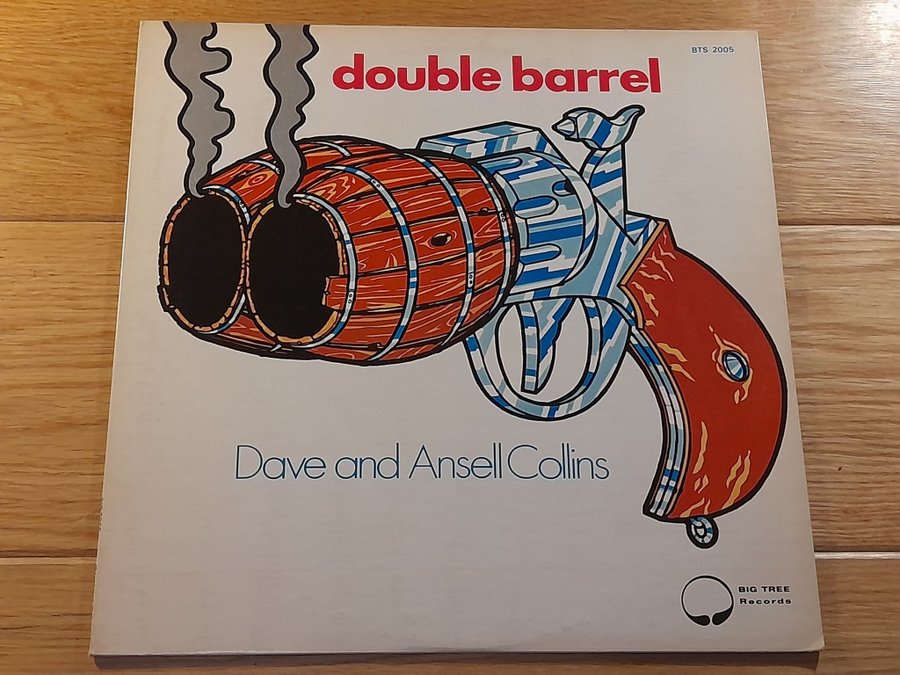 BTS 2005
double barrel
Dave and Ansell Collins
BIG TREE
Records